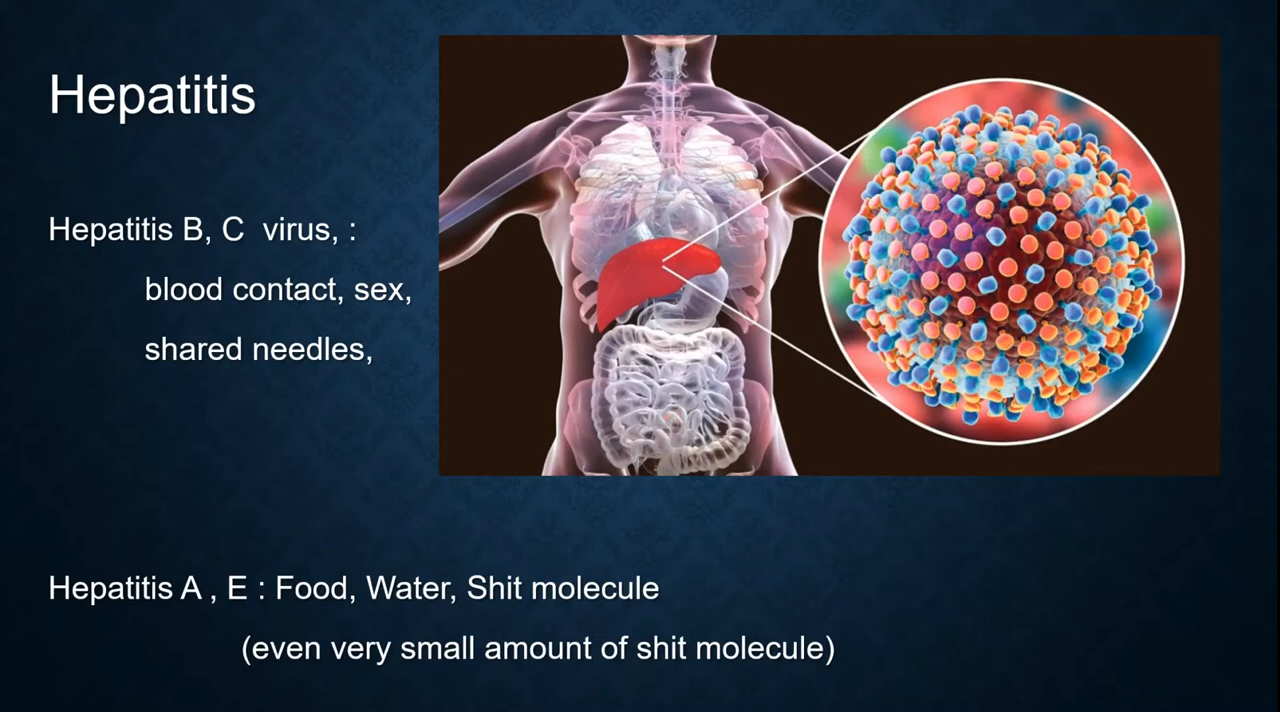 Hepatitis
Hepatitis B, C  virus, :
blood contact, sex,
shared needles,
Hepatitis A , E : Food, Water, Shit molecule
(even very small amount of shit molecule)